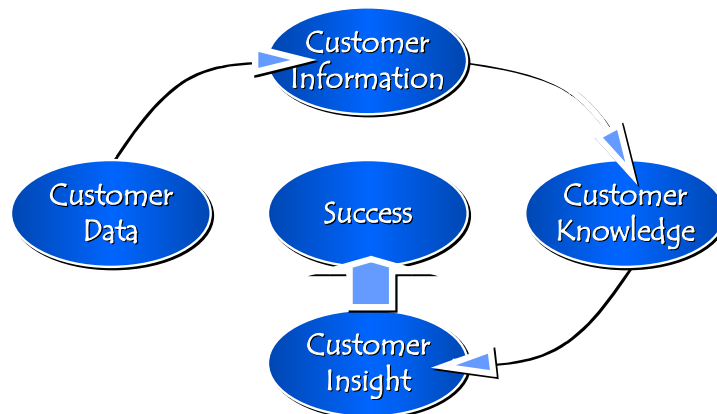 Customer
Information
Customer
Data
Success
Customer
Knowledge
Customer
Insight